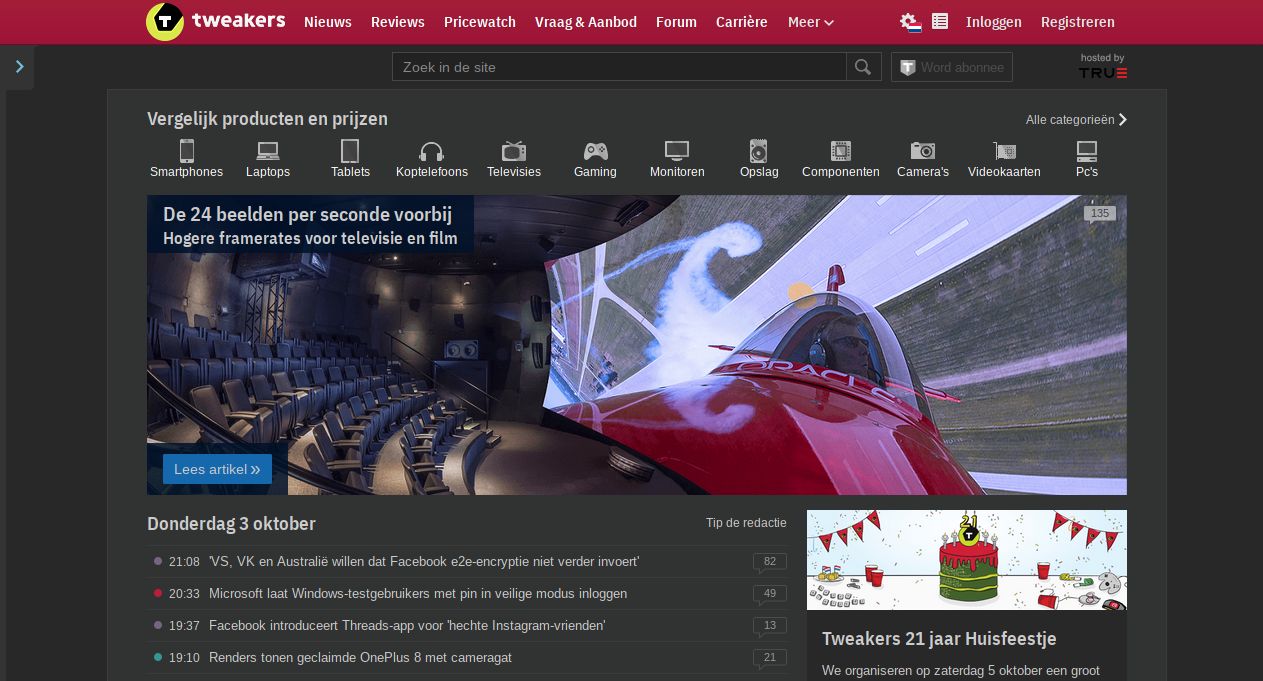 tweakers Nieuws Reviews Pricewatch Vraag & Aanbod Forum Carrière Meer Inloggen Registreren
Zoek in de site
Word abonnee
hosted by
TRUE
Vergelijk producten en prijzen
Alle categorieën
Smartphones Laptops Tablets Koptelefoons Televisies Gaming Monitoren Opslag Componenten Camera's Videokaarten Pc's
De 24 beelden per seconde voorbij
Hogere framerates voor televisie en film
135
ORACLE
Lees artikel »
Donderdag 3 oktober
Tip de redactie
21:08 'VS, VK en Australië willen dat Facebook e2e-encryptie niet verder invoert' 82
20:33 Microsoft laat Windows-testgebruikers met pin in veilige modus inloggen 49
19:37 Facebook introduceert Threads-app voor 'hechte Instagram-vrienden' 13
19:10 Renders tonen geclaimde OnePlus 8 met cameragat 21
21
Tweakers 21 jaar Huisfeestje
We organiseren op zaterdag 5 oktober een groot